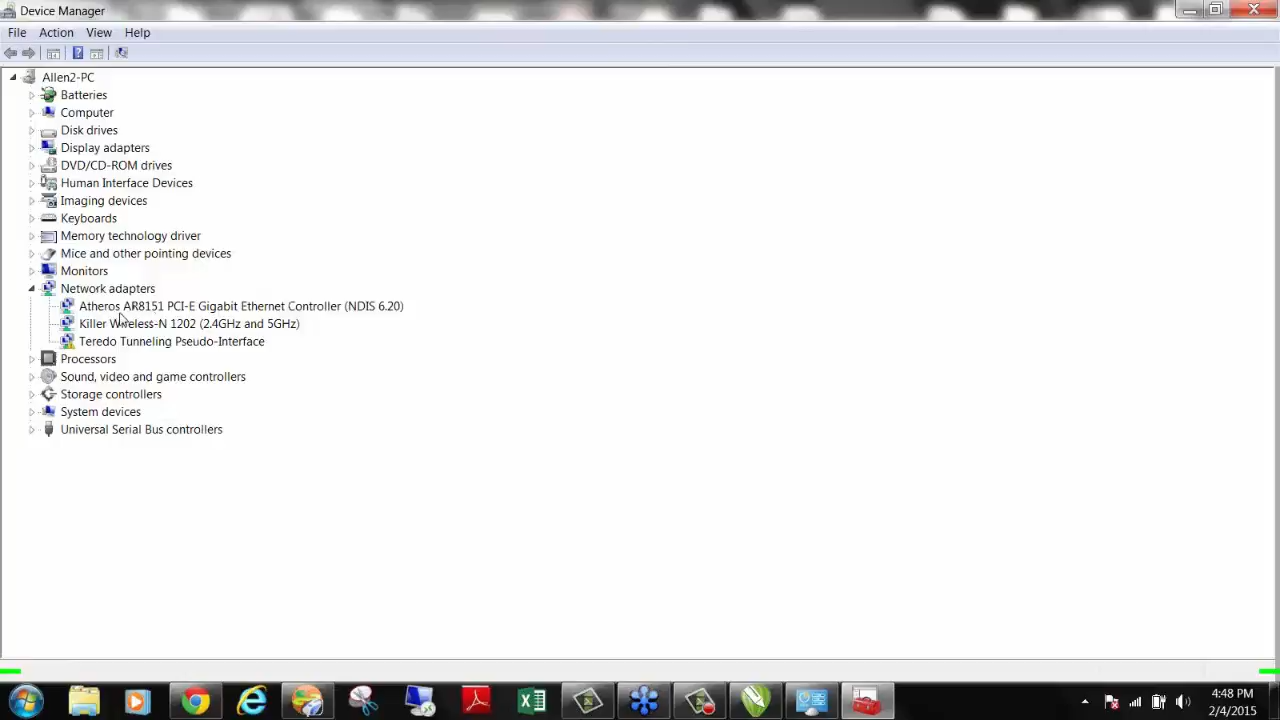 Device Manager
File Action View Help
Allen2-PC
Batteries
Computer
Disk drives
Display adapters
DVD/CD-ROM drives
Human Interface Devices
Imaging devices
Keyboards
Memory technology driver
Mice and other pointing devices
Monitors
Network adapters
Atheros AR8151 PCI-E Gigabit Ethernet Controller (NDIS 6.20)
Killer Wireless-N 1202 (2.4GHz and 5GHz)
Teredo Tunneling Pseudo-Interface
Processors
Sound, video and game controllers
Storage controllers
System devices
Universal Serial Bus controllers
4:48 PM
2/4/2015